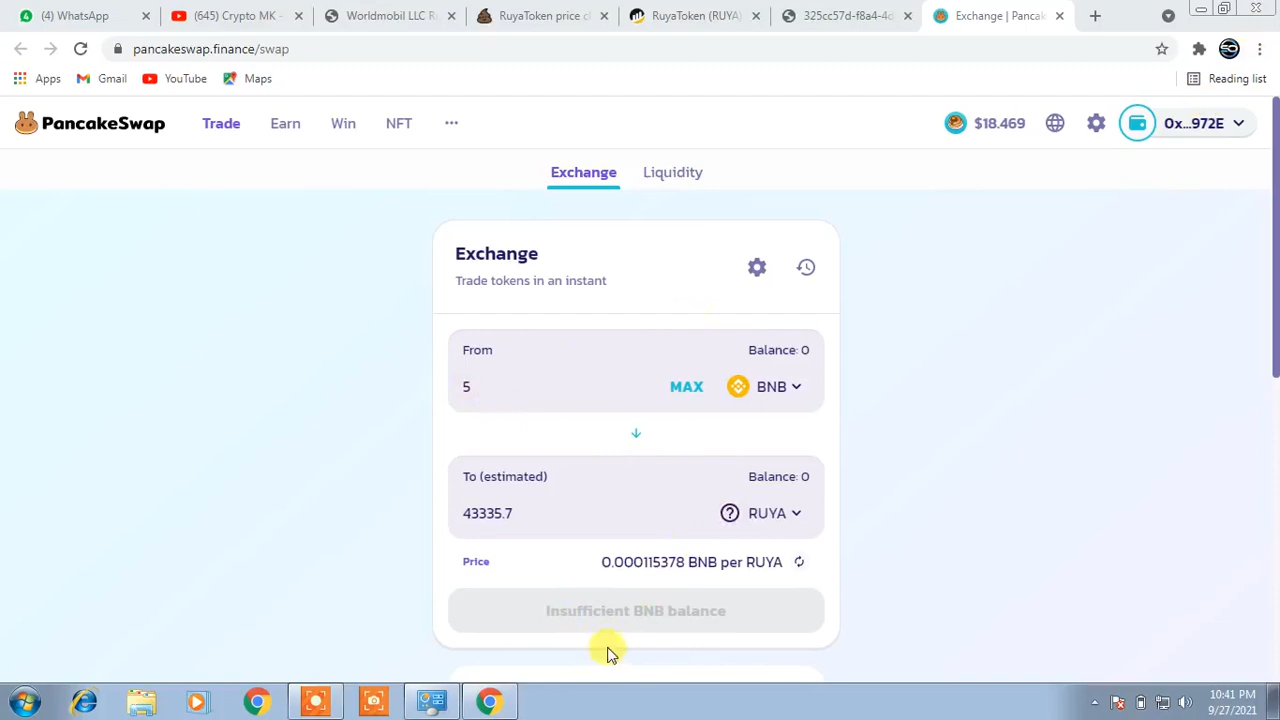 (4) WhatsApp
(645) Crypto MK -
Worldmobil LLC Ru
RuyaToken price c
RuyaToken (R
325cc57d-f8a4-4d
Exchange | Pancak
pancakeswap.finance/swap
Apps
Gmail
YouTube
Maps
Reading list
PancakeSwap
Trade
Earn
Win
NFT
$18.469
0x...972E
Exchange
Liquidity
Exchange
Trade tokens in an instant
From
Balance: 0
5
MAX
BNB
To (estimated)
Balance: 0
43335.7
RUYA
Price
0.000115378 BNB per RUYA
Insufficient BNB balance
10:41 PM
9/27/2021